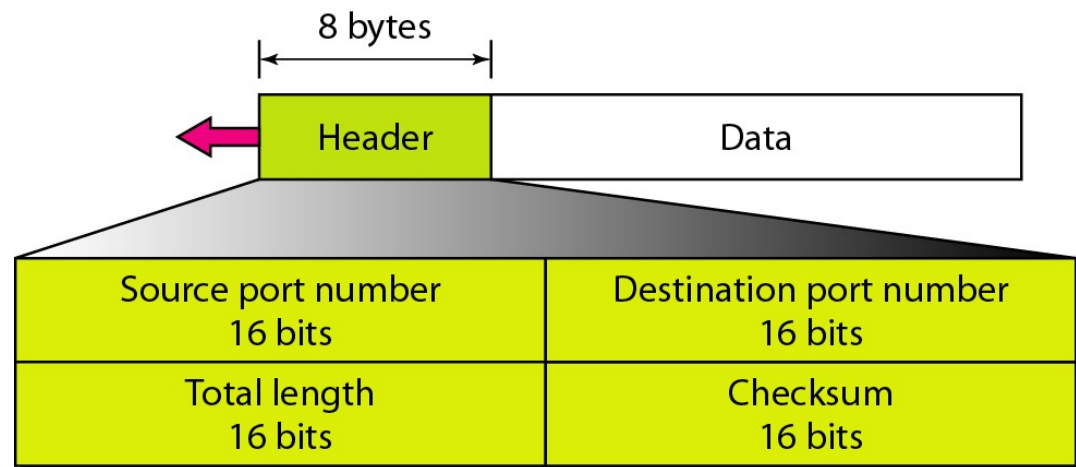 8 bytes
Header
Data
Source port number
16 bits
Destination port number
16 bits
Total length
16 bits
Checksum
16 bits